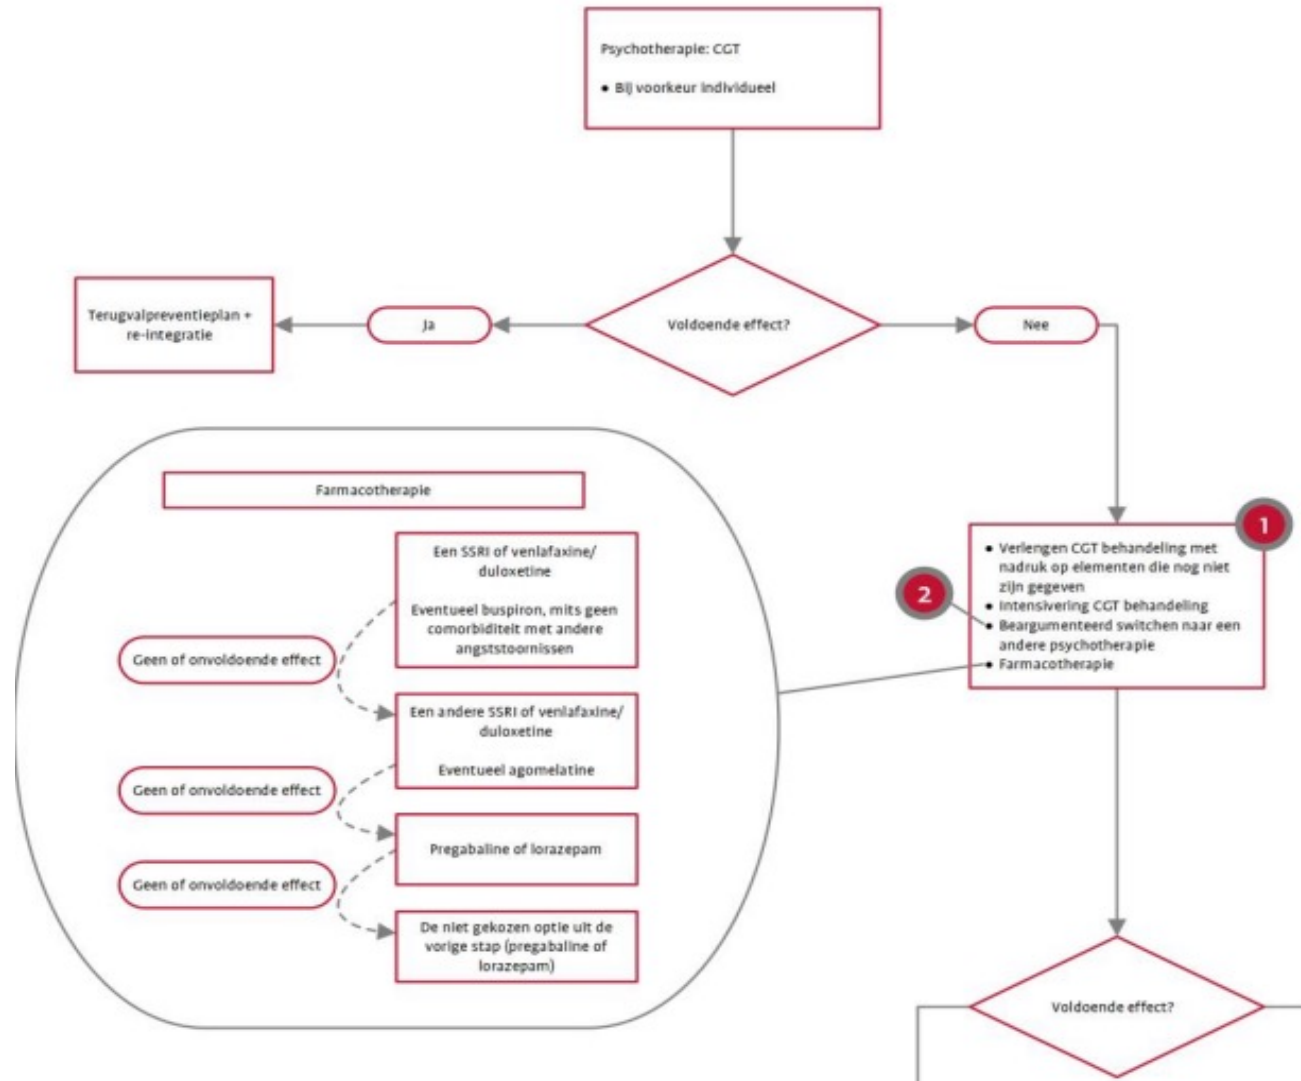 Psychotherapie: CGT
● Bij voorkeur individueel
Voldoende effect?
Ja
Nee
Terugvalpreventieplan +
re-integratie
Farmacotherapie
Een SSRI of venlafaxine/
duloxetine
Eventueel buspiron, mits geen
comorbiditeit met andere
angststoornissen
Geen of onvoldoende effect
Een andere SSRI of venlafaxine/
duloxetine
Eventueel agomelatine
Geen of onvoldoende effect
Pregabaline of lorazepam
Geen of onvoldoende effect
De niet gekozen optie uit de
vorige stap (pregabaline of
lorazepam)
1
2
● Verlengen CGT behandeling met
nadruk op elementen die nog niet
zijn gegeven
● Intensivering CGT behandeling
● Beargumenteerd switchen naar een
andere psychotherapie
● Farmacotherapie
Voldoende effect?